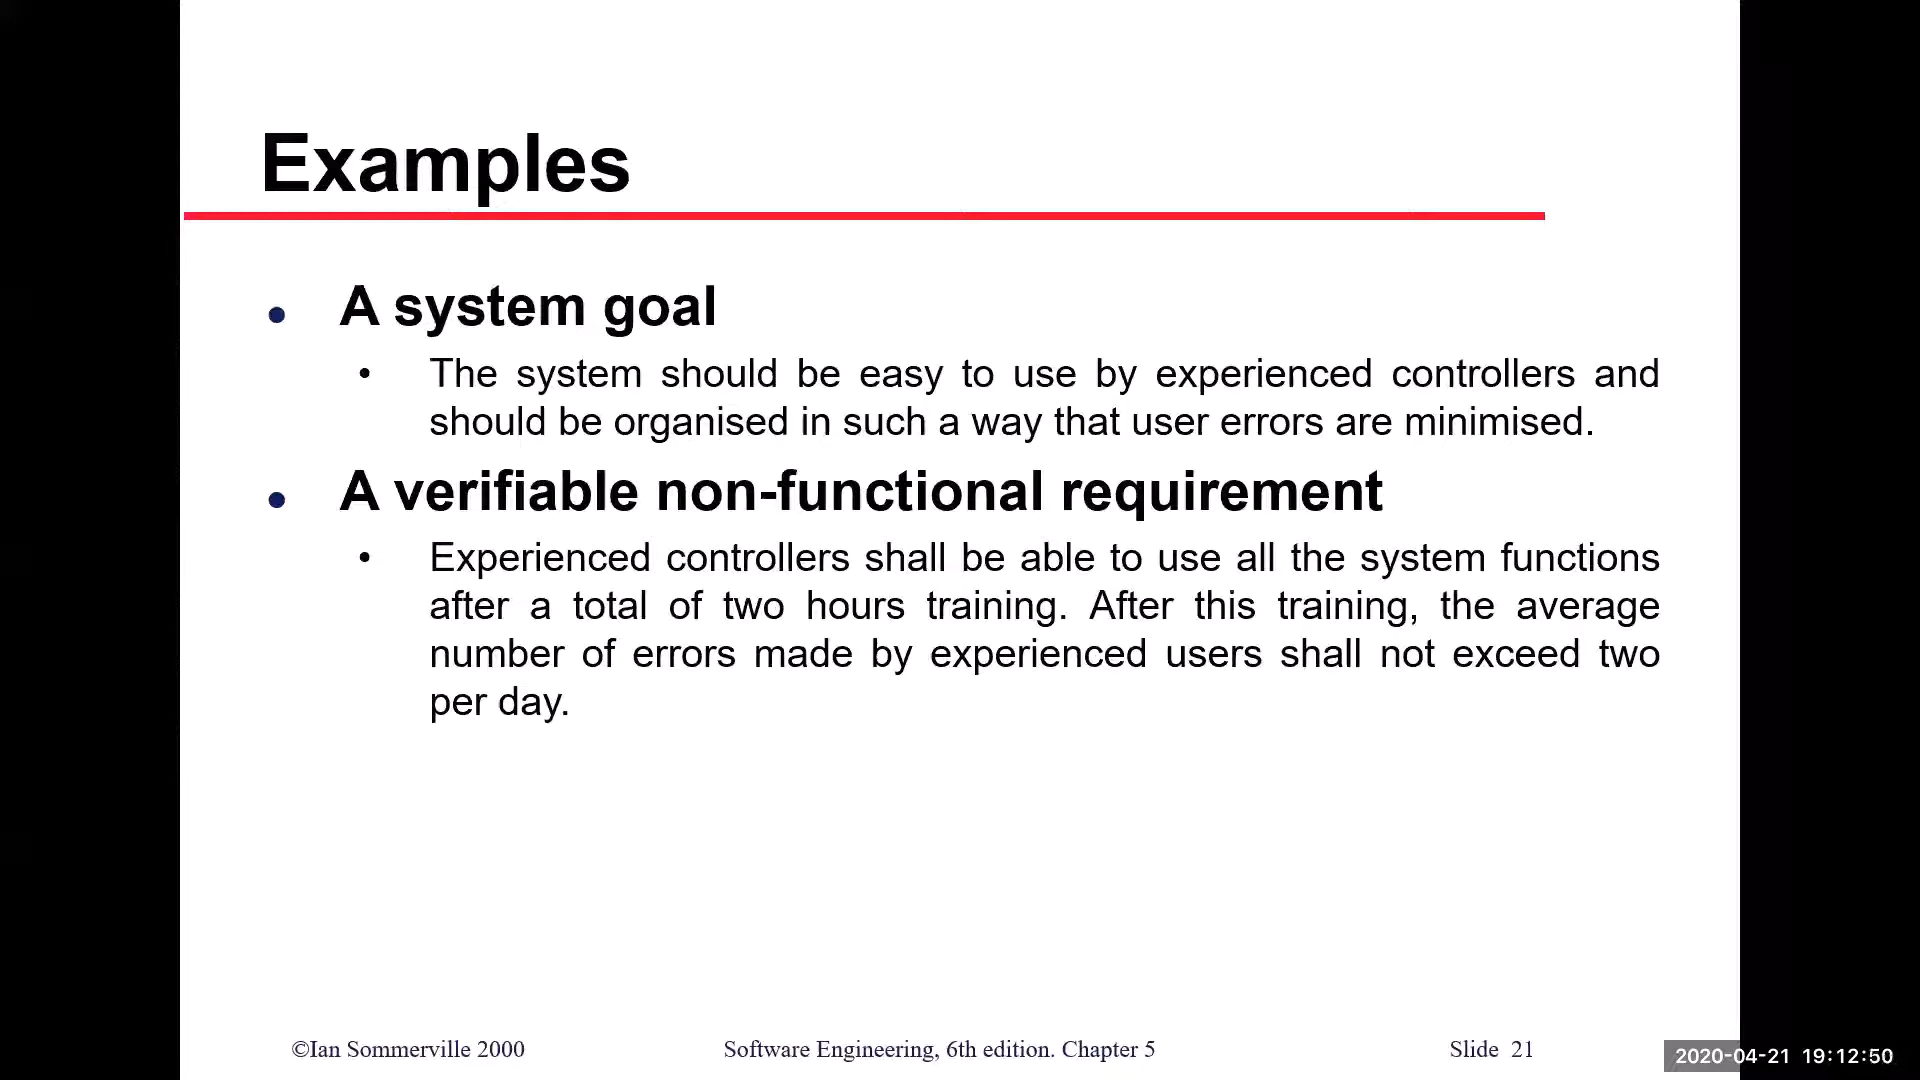 Examples
• A system goal
• The system should be easy to use by experienced controllers and
should be organised in such a way that user errors are minimised.
• A verifiable non-functional requirement
• Experienced controllers shall be able to use all the system functions
after a total of two hours training. After this training, the average
number of errors made by experienced users shall not exceed two
per day.
©Ian Sommerville 2000
Software Engineering, 6th edition. Chapter 5
Slide 21
2020-04-21 19:12:50